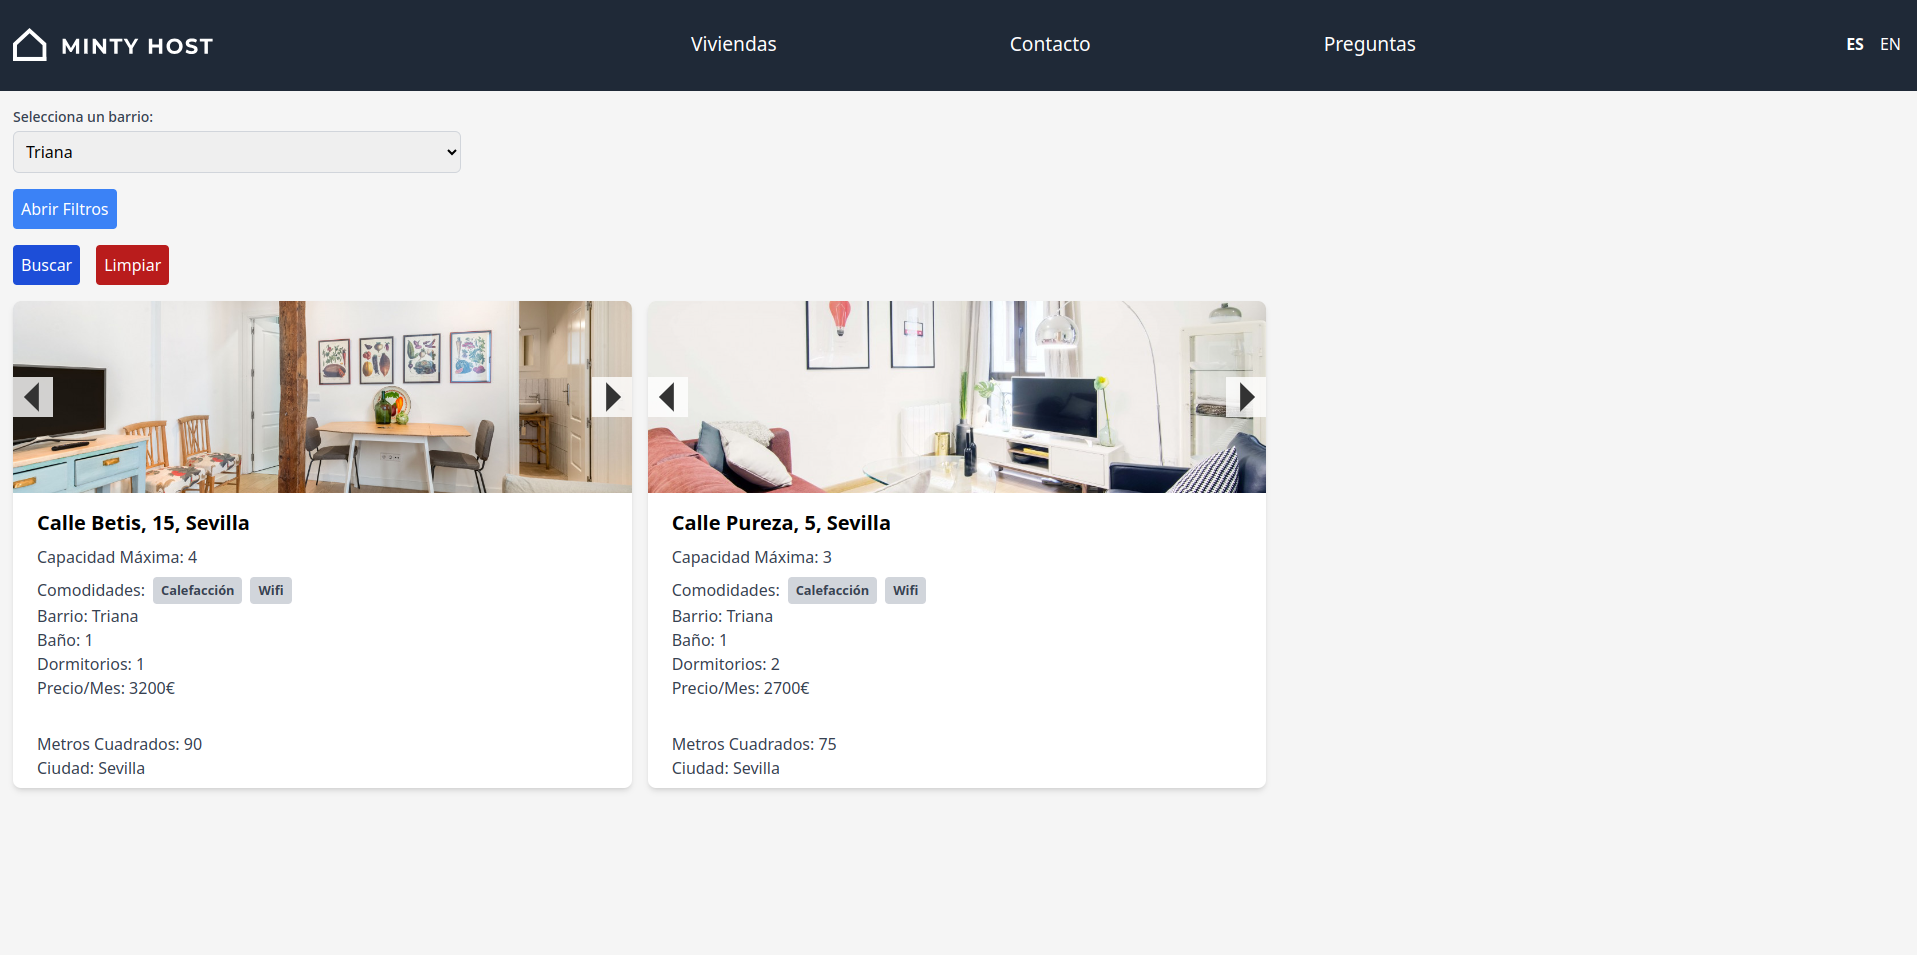 MINTY HOST
Viviendas
Contacto
Preguntas
ES EN
Selecciona un barrio:
Triana
Abrir Filtros
Buscar
Limpiar
Calle Betis, 15, Sevilla
Capacidad Máxima: 4
Comodidades: Calefacción Wifi
Barrio: Triana
Baño: 1
Dormitorios: 1
Precio/Mes: 3200€
Metros Cuadrados: 90
Ciudad: Sevilla
Calle Pureza, 5, Sevilla
Capacidad Máxima: 3
Comodidades: Calefacción Wifi
Barrio: Triana
Baño: 1
Dormitorios: 2
Precio/Mes: 2700€
Metros Cuadrados: 75
Ciudad: Sevilla